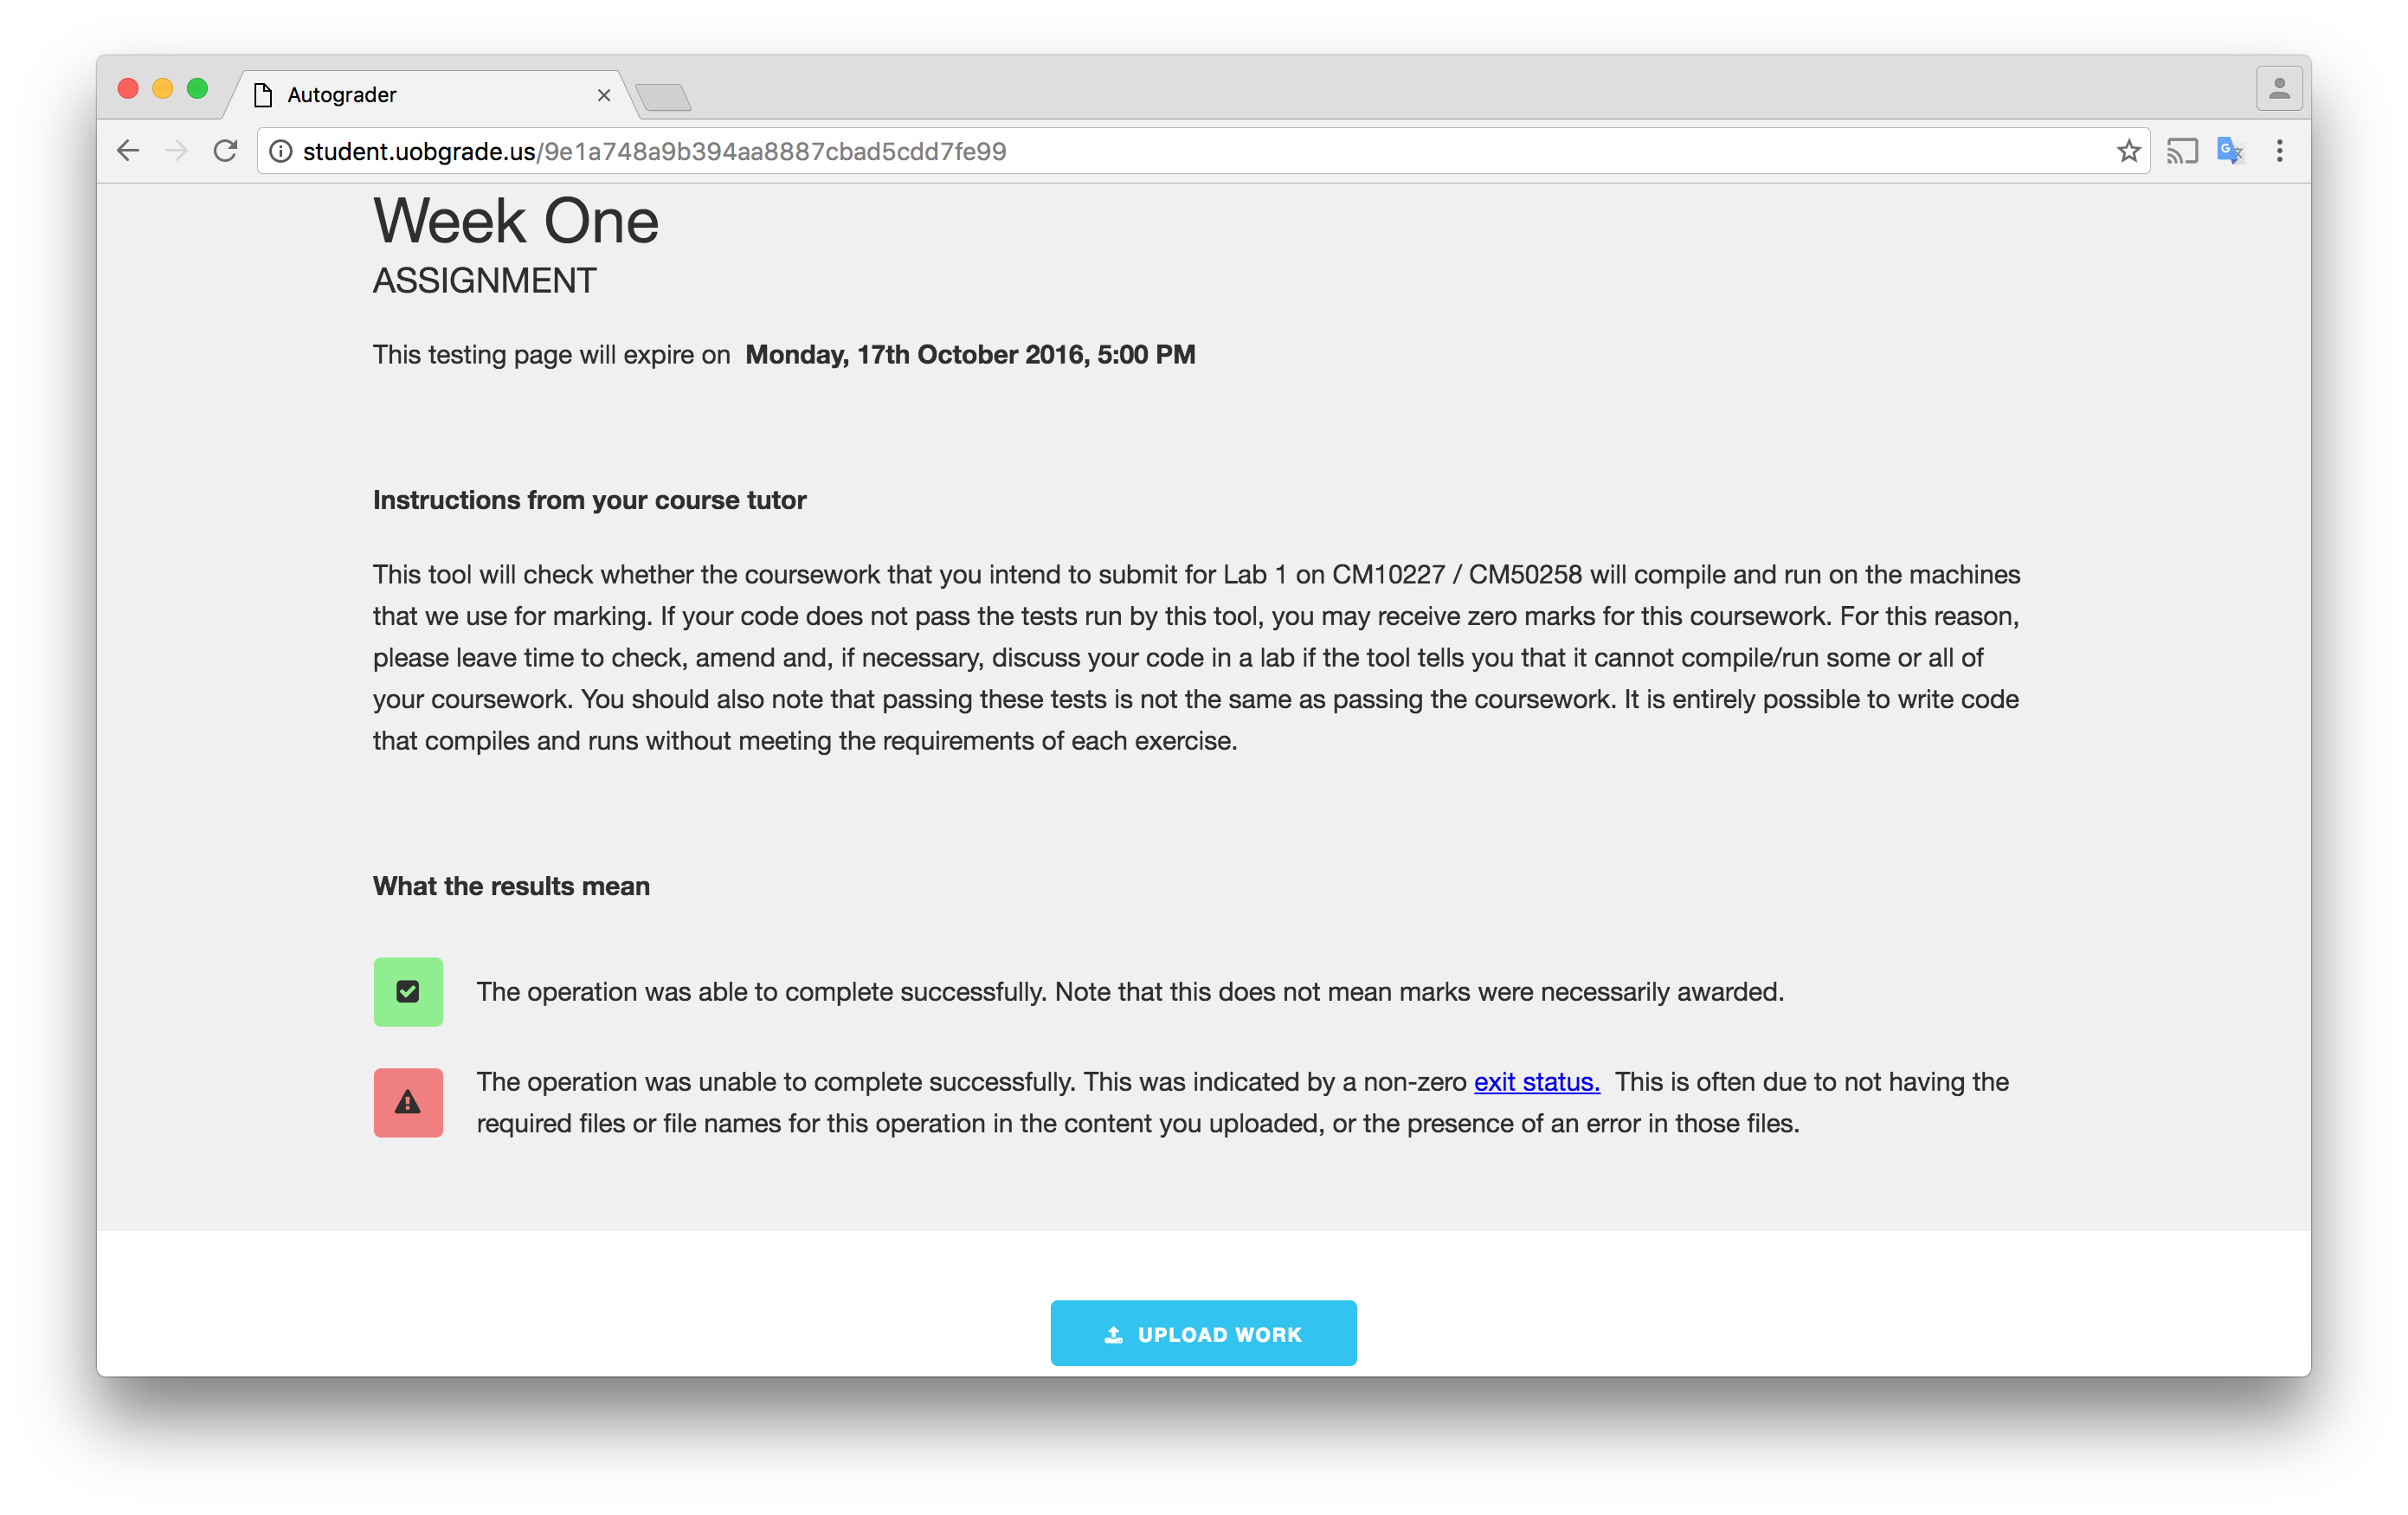 Autograder
student.uobgrade.us/9e1a748a9b394aa8887cbad5cdd7fe99
Week One
ASSIGNMENT
This testing page will expire on Monday, 17th October 2016, 5:00 PM
Instructions from your course tutor
This tool will check whether the coursework that you intend to submit for Lab 1 on CM10227 / CM50258 will compile and run on the machines
that we use for marking. If your code does not pass the tests run by this tool, you may receive zero marks for this coursework. For this reason,
please leave time to check, amend and, if necessary, discuss your code in a lab if the tool tells you that it cannot compile/run some or all of
your coursework. You should also note that passing these tests is not the same as passing the coursework. It is entirely possible to write code
that compiles and runs without meeting the requirements of each exercise.
What the results mean
The operation was able to complete successfully. Note that this does not mean marks were necessarily awarded.
The operation was unable to complete successfully. This was indicated by a non-zero exit status. This is often due to not having the
required files or file names for this operation in the content you uploaded, or the presence of an error in those files.
UPLOAD WORK